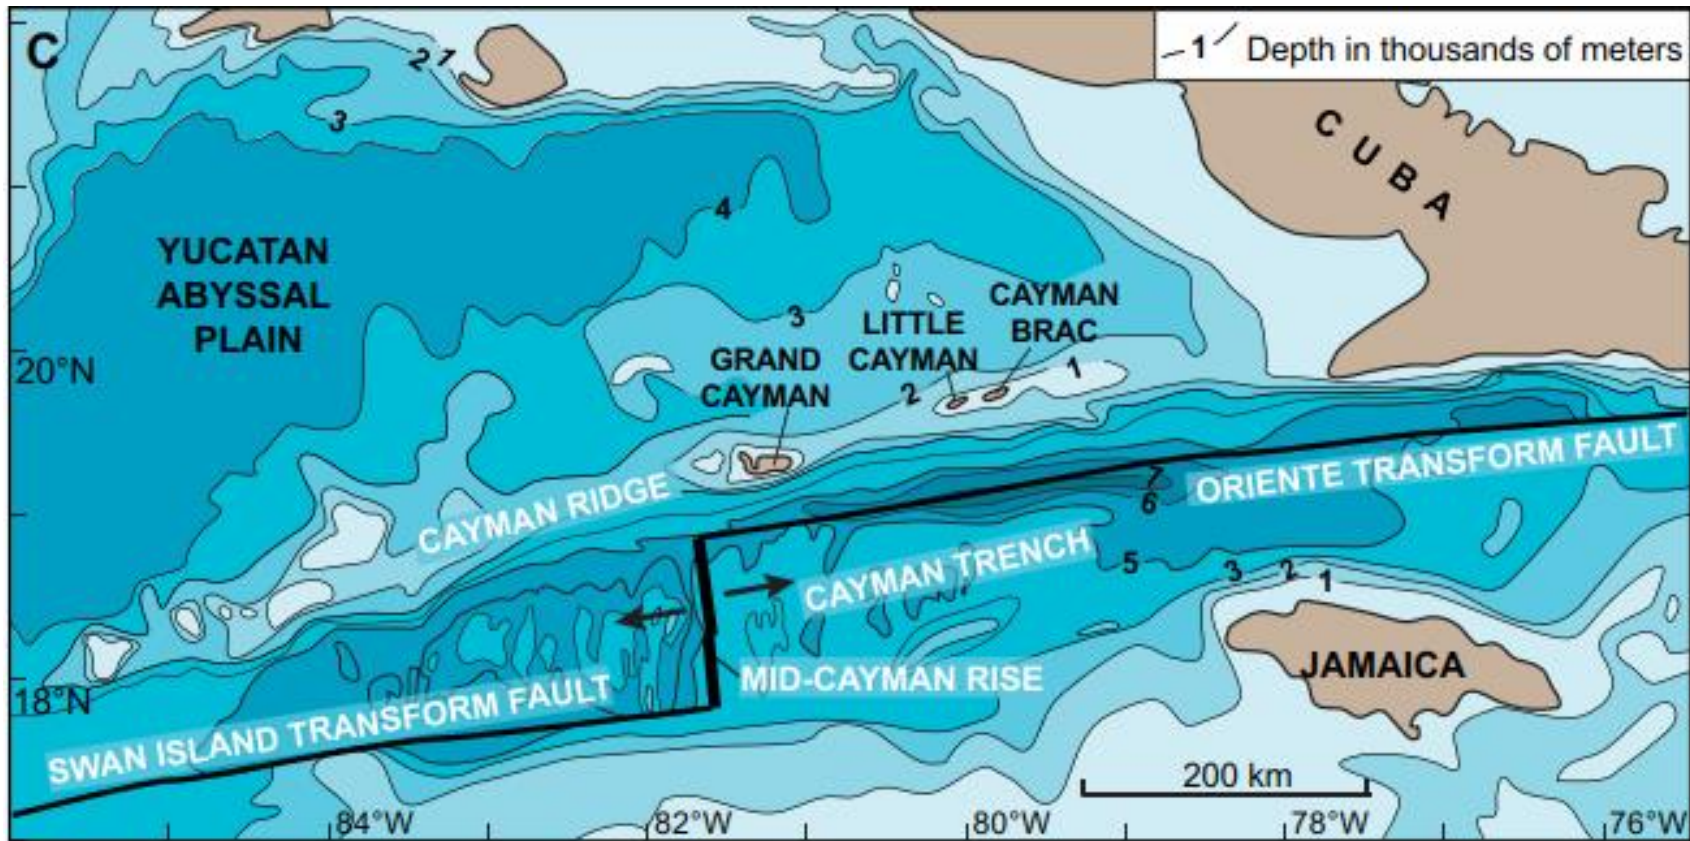 C
1 Depth in thousands of meters
2 1
3
CUBA
4
YUCATAN
ABYSSAL
PLAIN
20°N
3
LITTLE
CAYMAN
CAYMAN
BRAC
GRAND
CAYMAN
2
1
CAYMAN RIDGE
7
6
ORIENTE TRANSFORM FAULT
CAYMAN TRENCH
5
3
2
1
JAMAICA
MID-CAYMAN RISE
18°N
SWAN ISLAND TRANSFORM FAULT
200 km
84°W
82°W
80°W
78°W
76°W